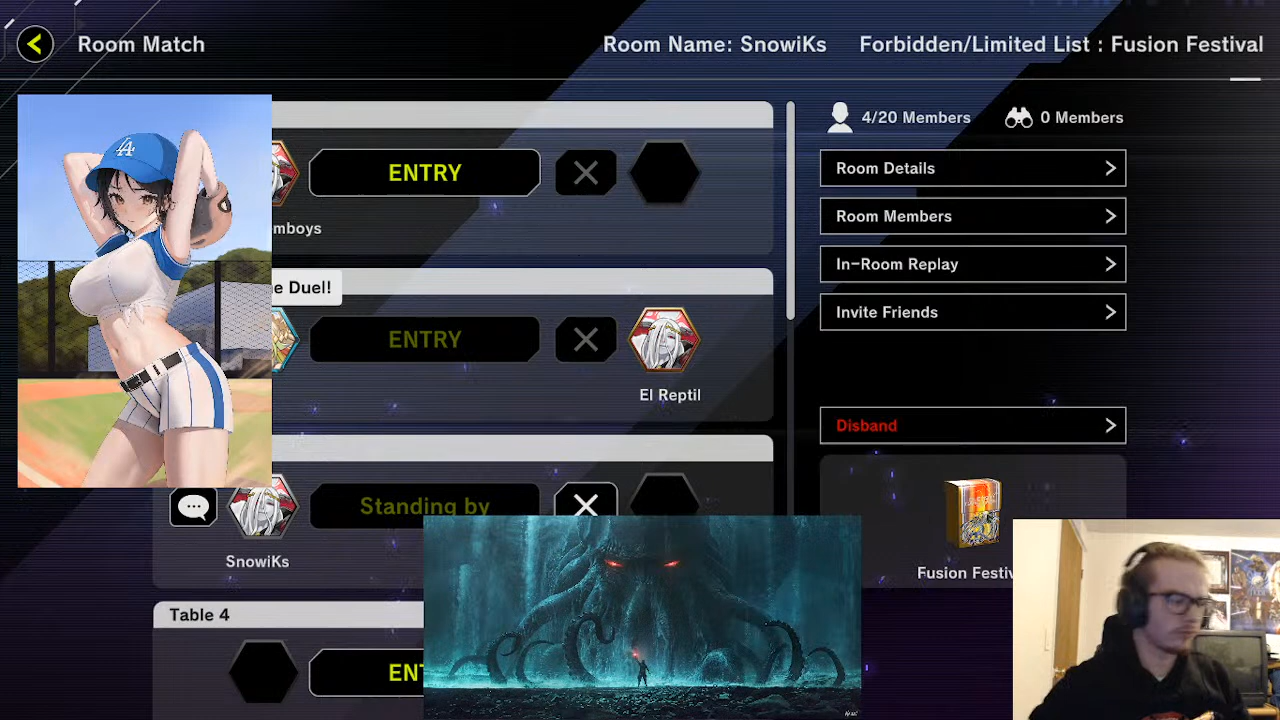 Room Match
Room Name: SnowiKs
Forbidden/Limited List : Fusion Festival
4/20 Members
0 Members
ENTRY
mboys
Room Details
Room Members
In-Room Replay
Invite Friends
e Duel!
ENTRY
El Reptil
Disband
Standing by
SnowiKs
Fusion Festiv
Table 4
ENT
A